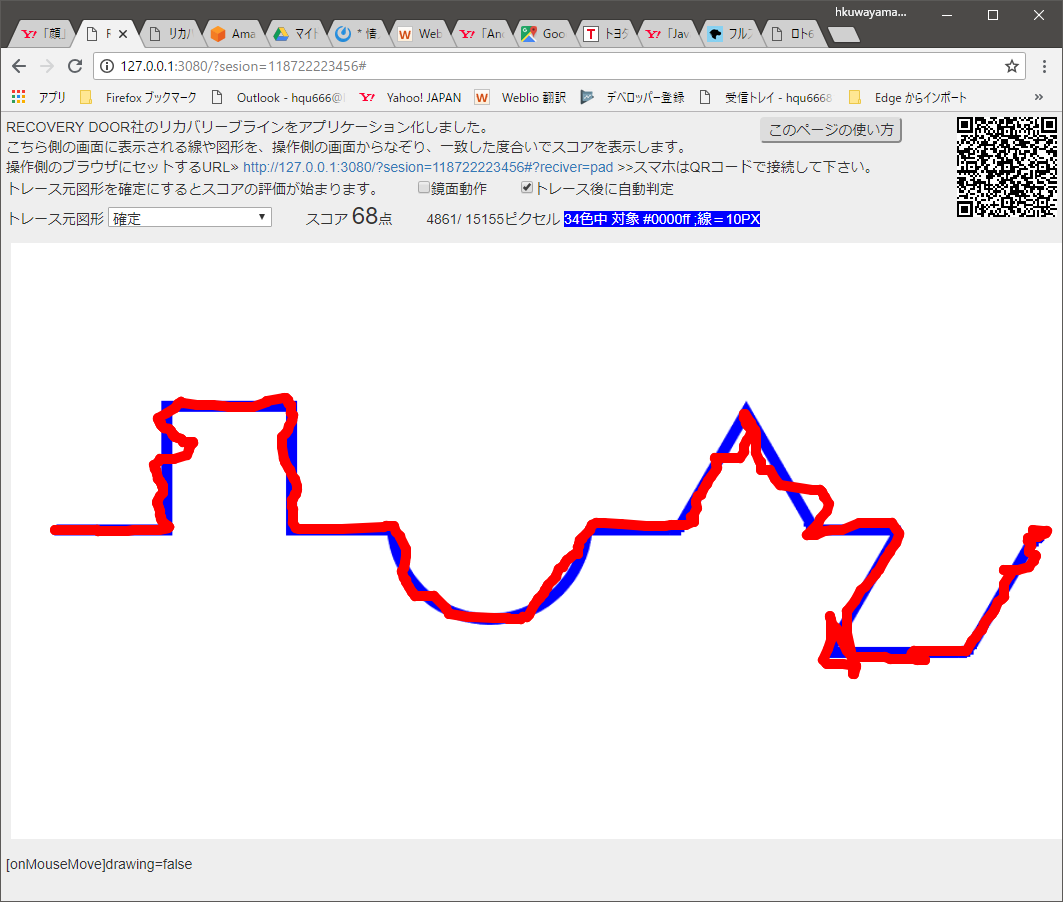 hkuwayama...
Y! 「顔」
リカバ
Ama
マイト
W Web
Y! 「And
Goo
T トヨタ
Y! 「Jav
フルス
ロト6
127.0.0.1:3080/?sesion=118722223456#
アプリ Firefox ブックマーク Outlook - hqu666@ Y! Yahoo! JAPAN W Weblio 翻訳 デベロッパー登録 受信トレイ - hqu6668 Edge からインポート »
RECOVERY DOOR社のリカバリーブラインをアプリケーション化しました。 このページの使い方
こちら側の画面に表示される線や図形を、操作側の画面からなぞり、一致した度合いでスコアを表示します。
操作側のブラウザにセットするURL» http://127.0.0.1:3080/?sesion=118722223456#?reciver=pad >>スマホはQRコードで接続して下さい。
トレース元図形を確定にするとスコアの評価が始まります。 鏡面動作 トレース後に自動判定
トレース元図形 確定 スコア 68点 4861/ 15155ピクセル 34色中 対象 #0000ff ;線＝10PX
[onMouseMove]drawing=false